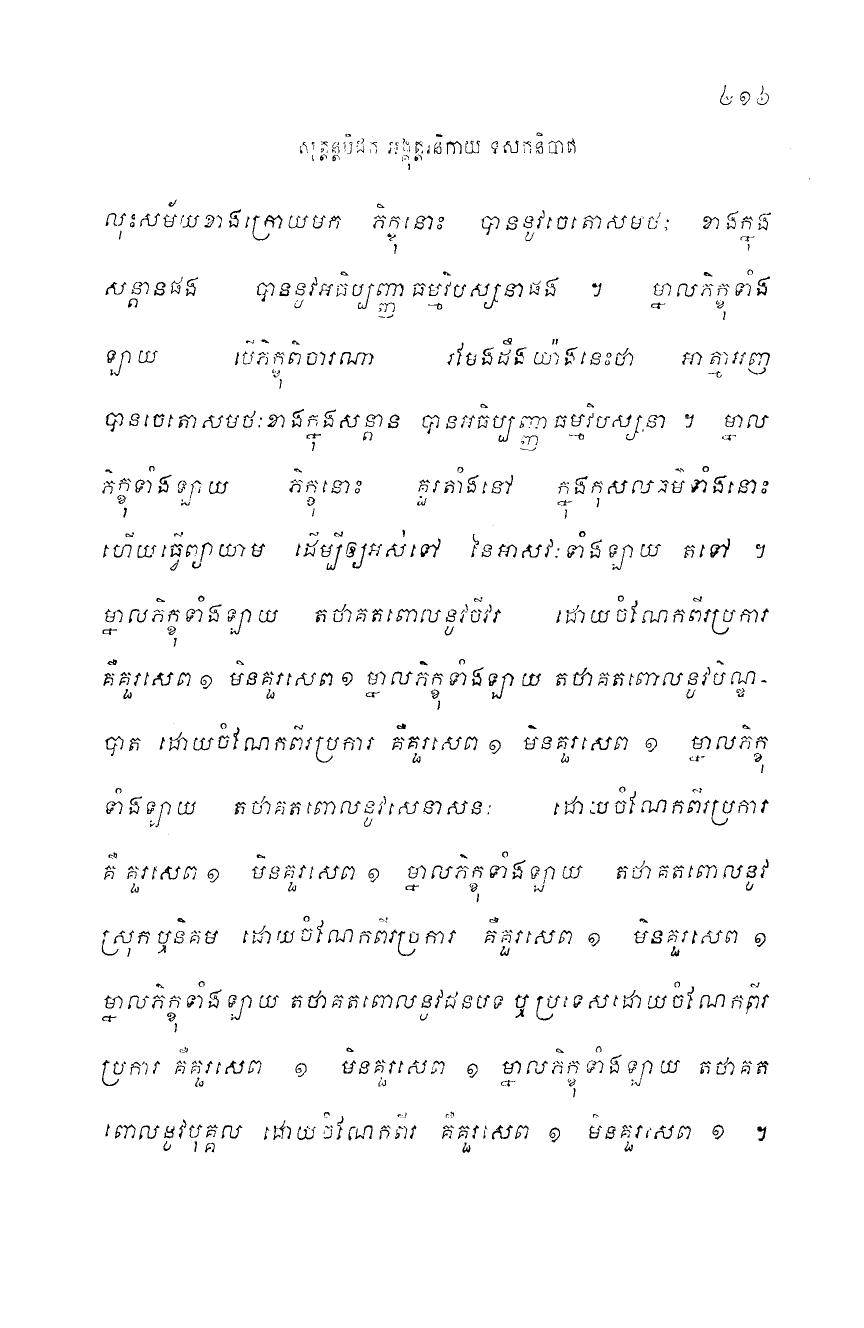 ២១៦
សុត្តន្តបិដក អង្គុត្តរនិកាយ ទសកនិបាត
លុះសម័យខាងក្រោយមក ភិក្ខុនោះ បាននូវចេតោសមថៈ ខាងក្នុង
សន្តានផង បាននូវអធិប្បញ្ញាធម្មវិបស្សនាផង ។ ម្នាលភិក្ខុទាំង
ឡាយ បើភិក្ខុពិចារណា រមែងដឹងយ៉ាងនេះថា អាត្មាអញ
បានចេតោសមថៈខាងក្នុងសន្តាន បានអធិប្បញ្ញាធម្មវិបស្សនា ។ ម្នាល
ភិក្ខុទាំងឡាយ ភិក្ខុនោះ គួរតាំងនៅ ក្នុងកុសលធម៌ទាំងនោះ
ហើយធ្វើព្យាយាម ដើម្បីឲ្យអស់ទៅ នៃអាសវៈទាំងឡាយ តទៅ ។
ម្នាលភិក្ខុទាំងឡាយ តថាគតពោលនូវចីវរ ដោយចំណែកពីរប្រការ
គឺគួរសេព ១ មិនគួរសេព ១ ម្នាលភិក្ខុទាំងឡាយ តថាគតពោលនូវបិណ្ឌ-
បាត ដោយចំណែកពីរប្រការ គឺគួរសេព ១ មិនគួរសេព ១ ម្នាលភិក្ខុ
ទាំងឡាយ តថាគតពោលនូវសេនាសនៈ ដោយចំណែកពីរប្រការ
គឺ គួរសេព ១ មិនគួរសេព ១ ម្នាលភិក្ខុទាំងឡាយ តថាគតពោលនូវ
ស្រុកឬនិគម ដោយចំណែកពីរប្រការ គឺគួរសេព ១ មិនគួរសេព ១
ម្នាលភិក្ខុទាំងឡាយ តថាគតពោលនូវជនបទ ឬប្រទេសដោយចំណែកពីរ
ប្រការ គឺគួរសេព ១ មិនគួរសេព ១ ម្នាលភិក្ខុទាំងឡាយ តថាគត
ពោលនូវបុគ្គល ដោយចំណែកពីរ គឺគួរសេព ១ មិនគួរសេព ១ ។